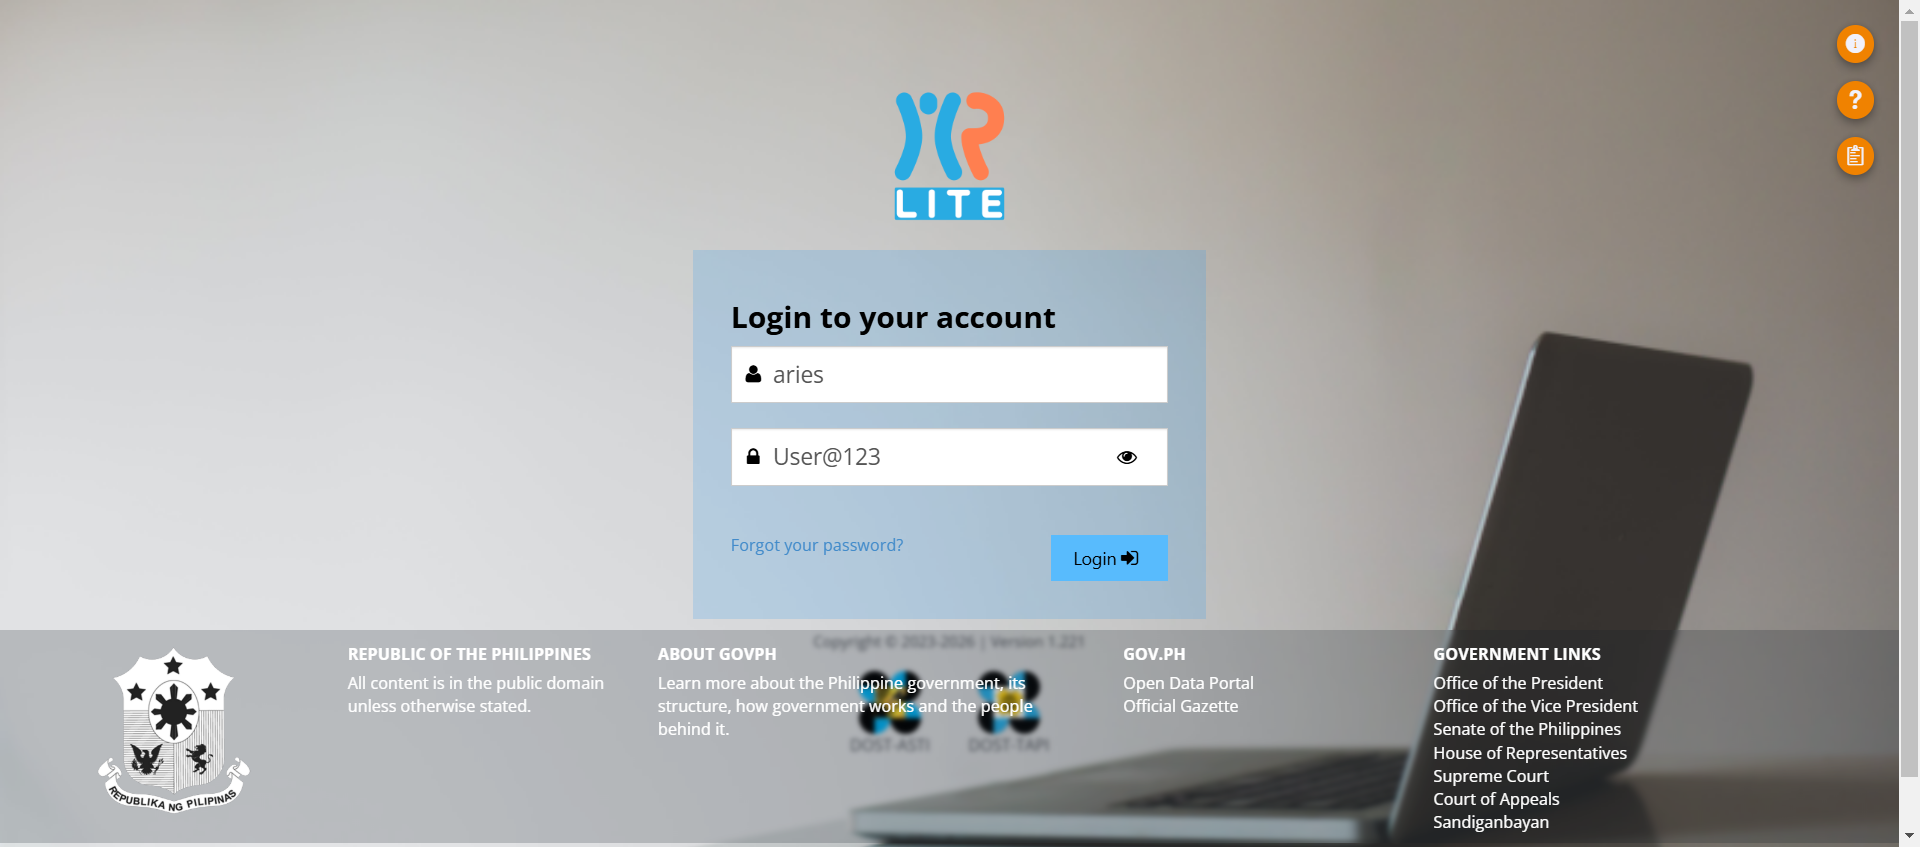 LITE
Login to your account
aries
User@123
Forgot your password?
Login
Copyright © 2023-2026 | Version 1.221
REPUBLIC OF THE PHILIPPINES
All content is in the public domain
unless otherwise stated.
ABOUT GOVPH
Learn more about the Philippine government, its
structure, how government works and the people
behind it.
DOST-ASTI
DOST-TAPI
GOV.PH
Open Data Portal
Official Gazette
GOVERNMENT LINKS
Office of the President
Office of the Vice President
Senate of the Philippines
House of Representatives
Supreme Court
Court of Appeals
Sandiganbayan
REPUBLIKA NG PILIPINAS